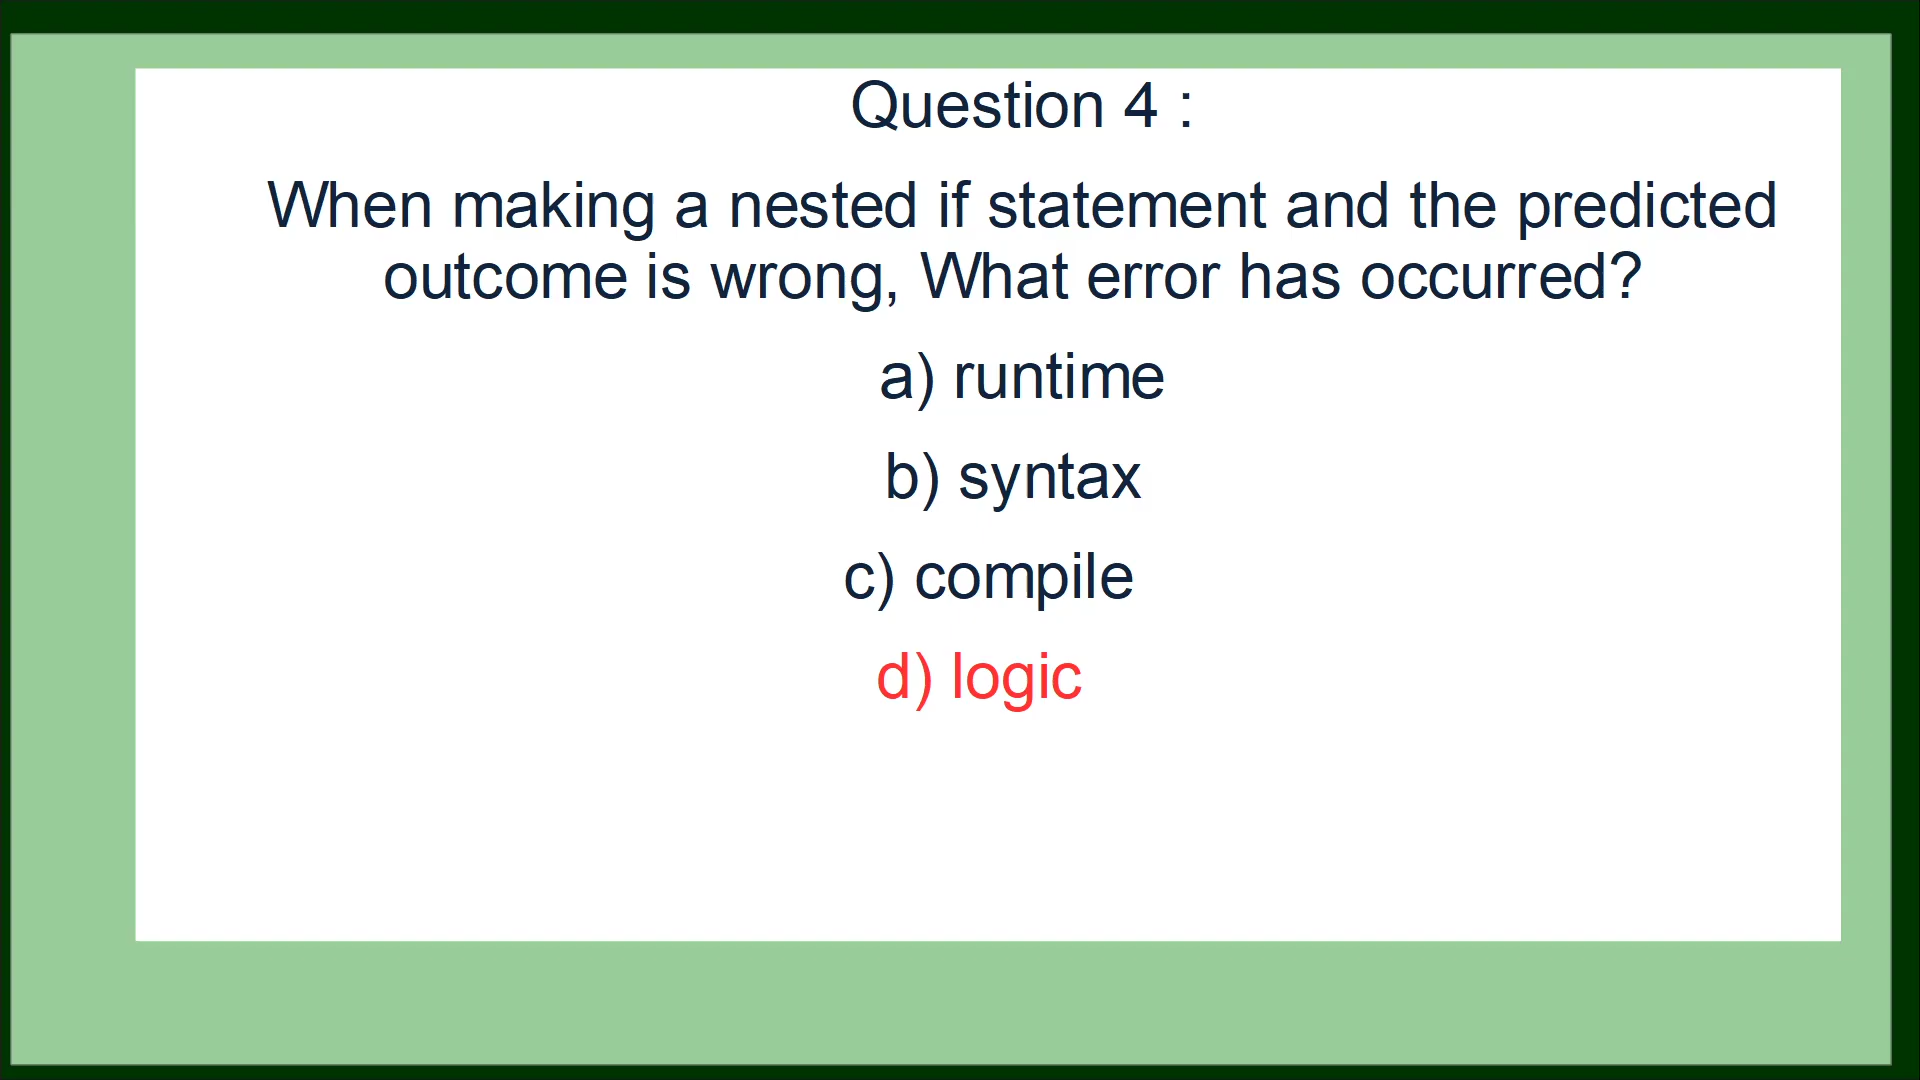 Question 4 :
When making a nested if statement and the predicted
outcome is wrong, What error has occurred?
a) runtime
b) syntax
c) compile
d) logic